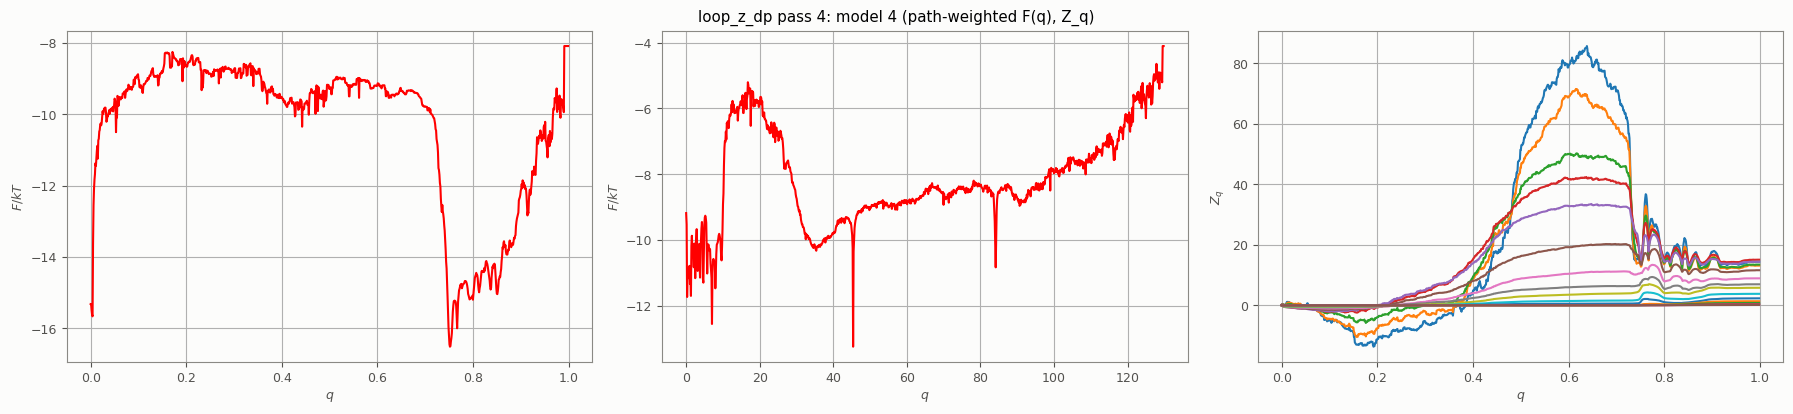 loop_z_dp pass 4: model 4 (path-weighted F(q), Z_q)
F/kT
−8
−10
−12
−14
−16
0.0 0.2 0.4 0.6 0.8 1.0
q
F/kT
−4
−6
−8
−10
−12
0 20 40 60 80 100 120
q
Z_q
80
60
40
20
0
0.0 0.2 0.4 0.6 0.8 1.0
q